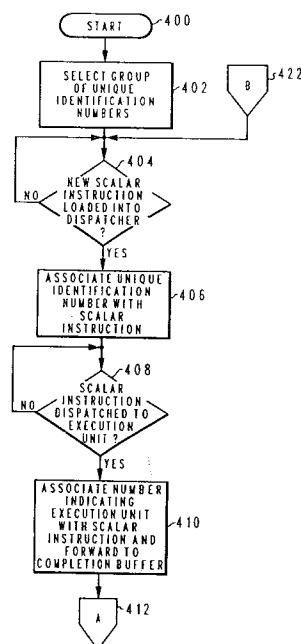 START
400
SELECT GROUP
OF UNIQUE
IDENTIFICATION
NUMBERS
402
422
B
404
NEW SCALAR
INSTRUCTION
LOADED INTO
DISPATCHER
?
NO
YES
ASSOCIATE UNIQUE
IDENTIFICATION
NUMBER WITH
SCALAR
INSTRUCTION
406
408
SCALAR
INSTRUCTION
DISPATCHED TO
EXECUTION
UNIT ?
NO
YES
ASSOCIATE NUMBER
INDICATING
EXECUTION UNIT
WITH SCALAR
INSTRUCTION AND
FORWARD TO
COMPLETION BUFFER
410
A
412